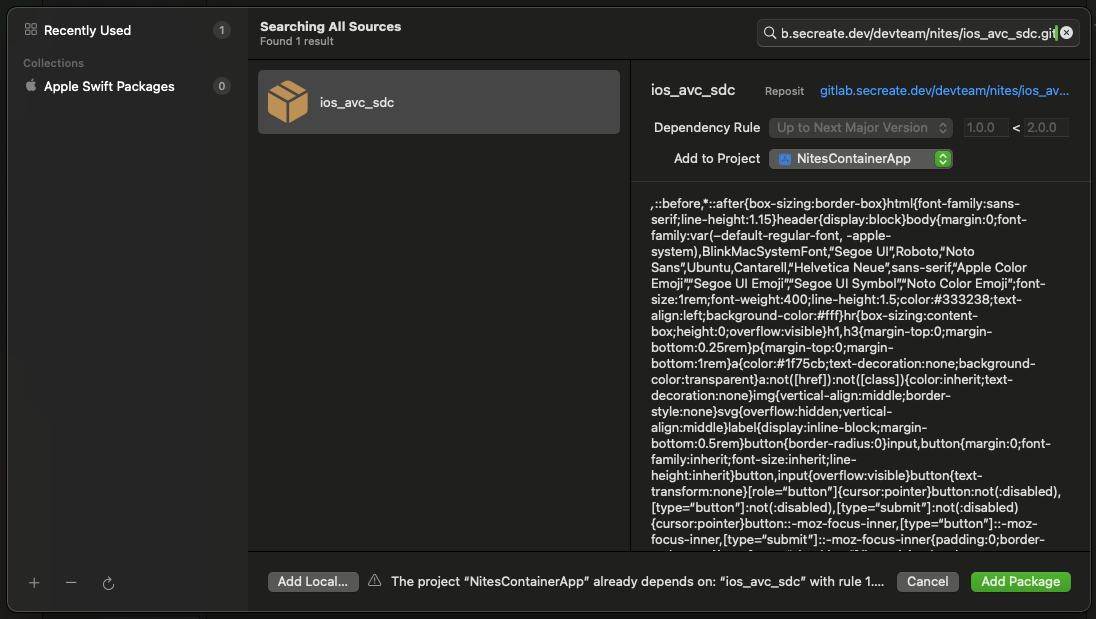 Recently Used
1
Collections
Apple Swift Packages
0
Searching All Sources
Found 1 result
b.secreate.dev/devteam/nites/ios_avc_sdc.git
ios_avc_sdc
ios_avc_sdc
Reposit
gitlab.secreate.dev/devteam/nites/ios_av...
Dependency Rule
Up to Next Major Version
1.0.0
<
2.0.0
Add to Project
NitesContainerApp
,::before,*::after{box-sizing:border-box}html{font-family:sans-
serif;line-height:1.15}header{display:block}body{margin:0;font-
family:var(–default-regular-font, -apple-
system),BlinkMacSystemFont,“Segoe UI”,Roboto,“Noto
Sans”,Ubuntu,Cantarell,“Helvetica Neue”,sans-serif,“Apple Color
Emoji”,“Segoe UI Emoji”,“Segoe UI Symbol”,“Noto Color Emoji”;font-
size:1rem;font-weight:400;line-height:1.5;color:#333238;text-
align:left;background-color:#fff}hr{box-sizing:content-
box;height:0;overflow:visible}h1,h3{margin-top:0;margin-
bottom:0.25rem}p{margin-top:0;margin-
bottom:1rem}a{color:#1f75cb;text-decoration:none;background-
color:transparent}a:not([href]):not([class]){color:inherit;text-
decoration:none}img{vertical-align:middle;border-
style:none}svg{overflow:hidden;vertical-
align:middle}label{display:inline-block;margin-
bottom:0.5rem}button{border-radius:0}input,button{margin:0;font-
family:inherit;font-size:inherit;line-
height:inherit}button,input{overflow:visible}button{text-
transform:none}[role=“button”]{cursor:pointer}button:not(:disabled),
[type=“button”]:not(:disabled),[type=“submit”]:not(:disabled)
{cursor:pointer}button::-moz-focus-inner,[type=“button”]::-moz-
focus-inner,[type=“submit”]::-moz-focus-inner{padding:0;border-
Add Local...
The project “NitesContainerApp” already depends on: “ios_avc_sdc” with rule 1....
Cancel
Add Package